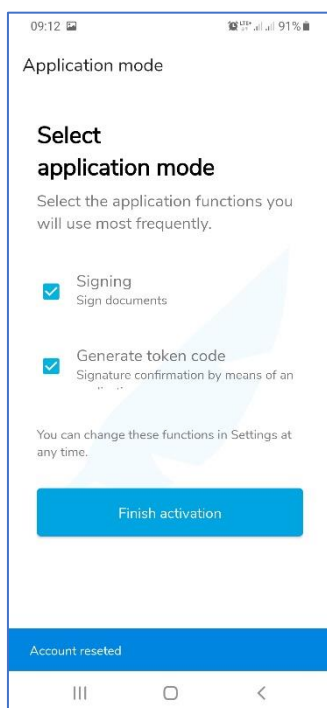 09:12 91%
Application mode
Select
application mode
Select the application functions you
will use most frequently.
Signing
Sign documents
Generate token code
Signature confirmation by means of an
You can change these functions in Settings at
any time.
Finish activation
Account reseted